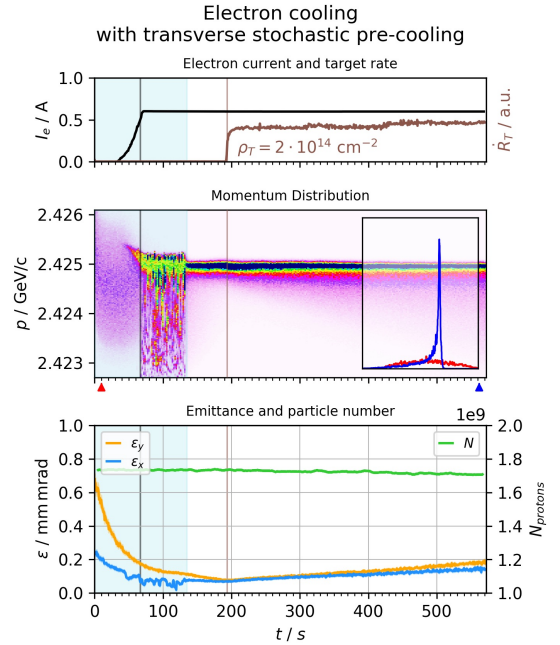 Electron cooling
with transverse stochastic pre-cooling
Electron current and target rate
1.0
0.5
0.0
I_e / A
ρ_T = 2 · 10^14 cm^−2
Ṙ_T / a.u.
Momentum Distribution
2.426
2.425
2.424
2.423
p / GeV/c
Emittance and particle number
1e9
1.0
0.8
0.6
0.4
0.2
0.0
ε / mm mrad
ε_y
ε_x
N
2.0
1.8
1.6
1.4
1.2
1.0
N_protons
0 100 200 300 400 500
t / s